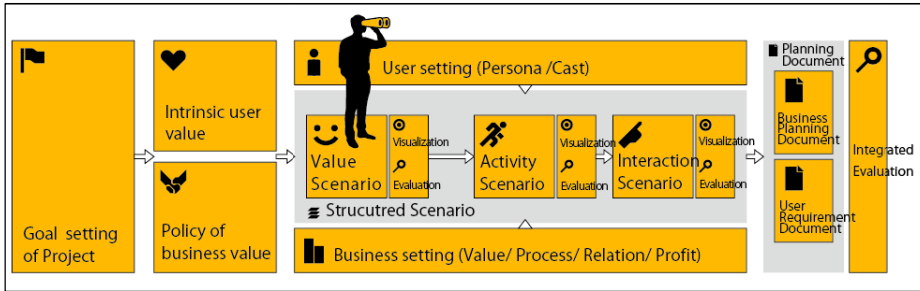 Goal setting
of Project
Intrinsic user
value
Policy of
business value
User setting (Persona /Cast)
Value
Scenario
Visualization
Evaluation
Activity
Scenario
Visualization
Evaluation
Interaction
Scenario
Visualization
Evaluation
Strucutred Scenario
Business setting (Value/ Process/ Relation/ Profit)
Planning
Document
Business
Planning
Document
User
Requirement
Document
Integrated
Evaluation